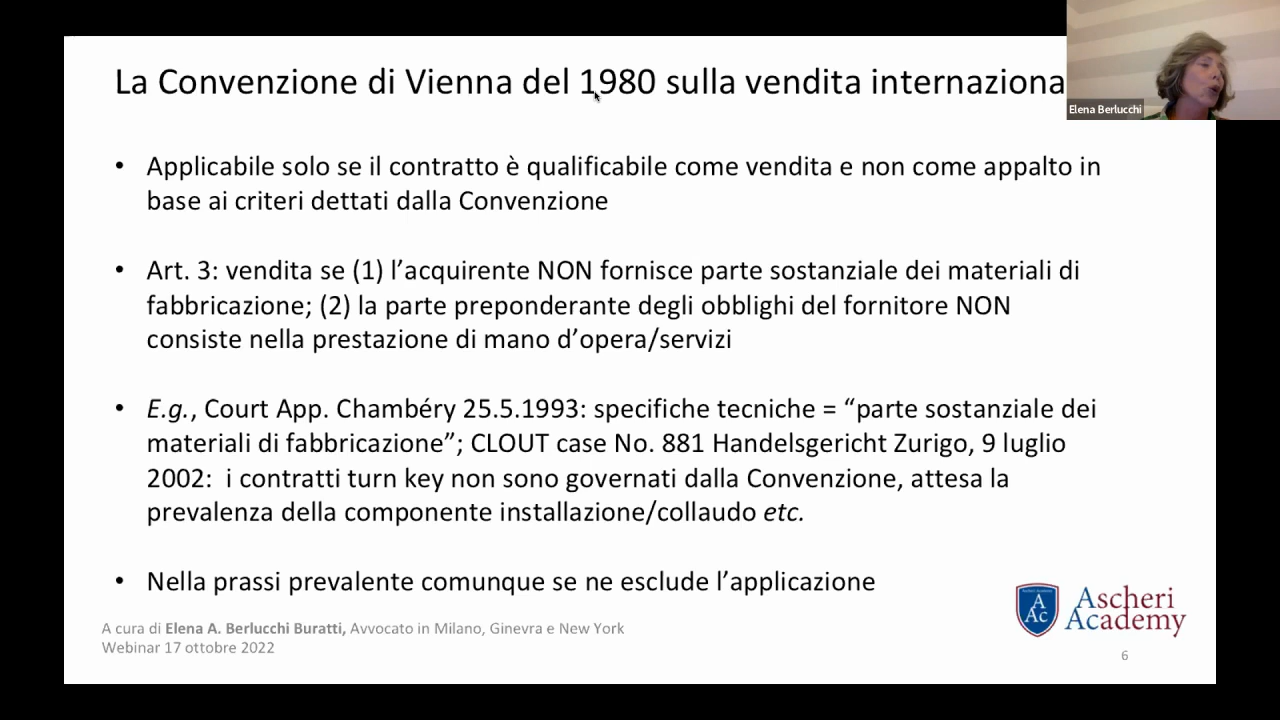 La Convenzione di Vienna del 1980 sulla vendita internaziona
Elena Berlucchi
• Applicabile solo se il contratto è qualificabile come vendita e non come appalto in
base ai criteri dettati dalla Convenzione
• Art. 3: vendita se (1) l’acquirente NON fornisce parte sostanziale dei materiali di
fabbricazione; (2) la parte preponderante degli obblighi del fornitore NON
consiste nella prestazione di mano d’opera/servizi
• E.g., Court App. Chambéry 25.5.1993: specifiche tecniche = “parte sostanziale dei
materiali di fabbricazione”; CLOUT case No. 881 Handelsgericht Zurigo, 9 luglio
2002:  i contratti turn key non sono governati dalla Convenzione, attesa la
prevalenza della componente installazione/collaudo etc.
• Nella prassi prevalente comunque se ne esclude l’applicazione
A cura di Elena A. Berlucchi Buratti, Avvocato in Milano, Ginevra e New York
Webinar 17 ottobre 2022
A
Ac
Ascheri
Academy
6